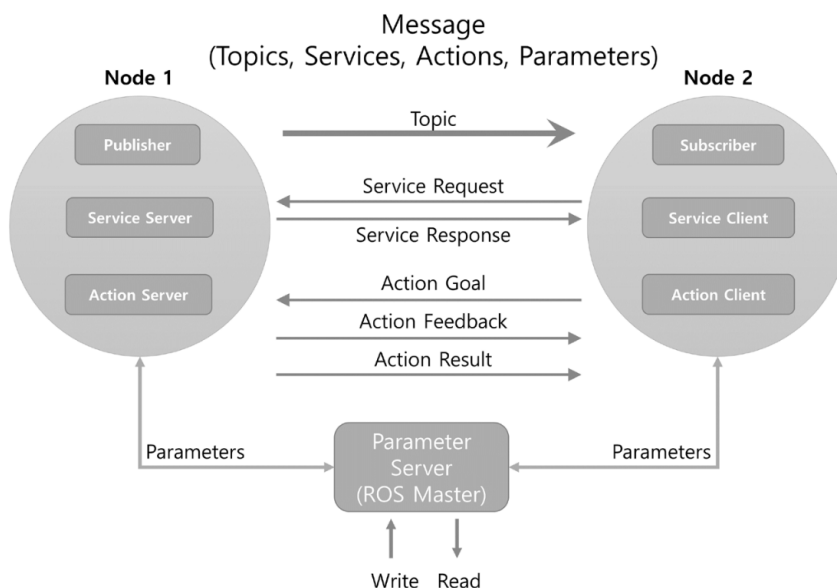 Message
(Topics, Services, Actions, Parameters)
Node 1
Node 2
Publisher
Topic
Subscriber
Service Request
Service Server
Service Client
Service Response
Action Goal
Action Server
Action Client
Action Feedback
Action Result
Parameters
Parameter
Server
(ROS Master)
Parameters
Write
Read